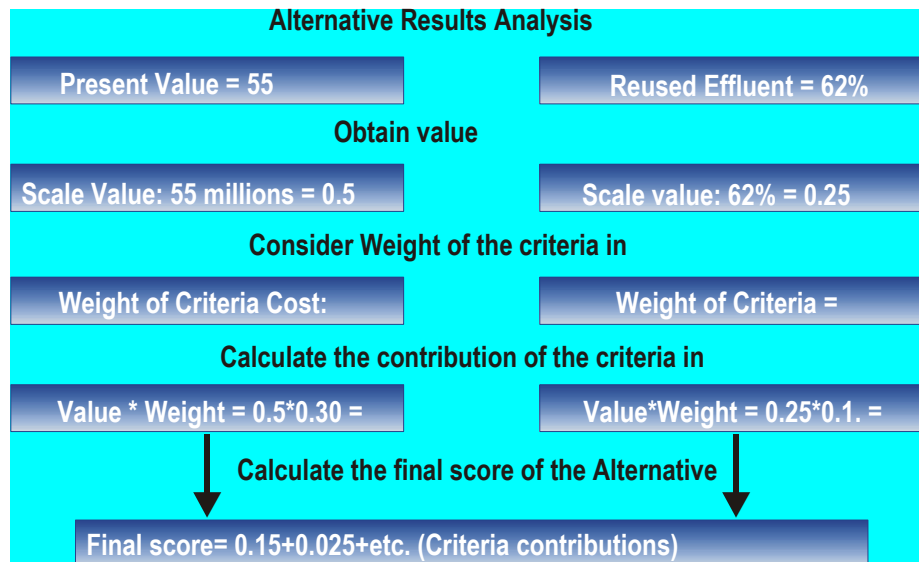 Alternative Results Analysis
Present Value = 55
Reused Effluent = 62%
Obtain value
Scale Value: 55 millions = 0.5
Scale value: 62% = 0.25
Consider Weight of the criteria in
Weight of Criteria Cost:
Weight of Criteria =
Calculate the contribution of the criteria in
Value * Weight = 0.5*0.30 =
Value*Weight = 0.25*0.1. =
Calculate the final score of the Alternative
Final score= 0.15+0.025+etc. (Criteria contributions)